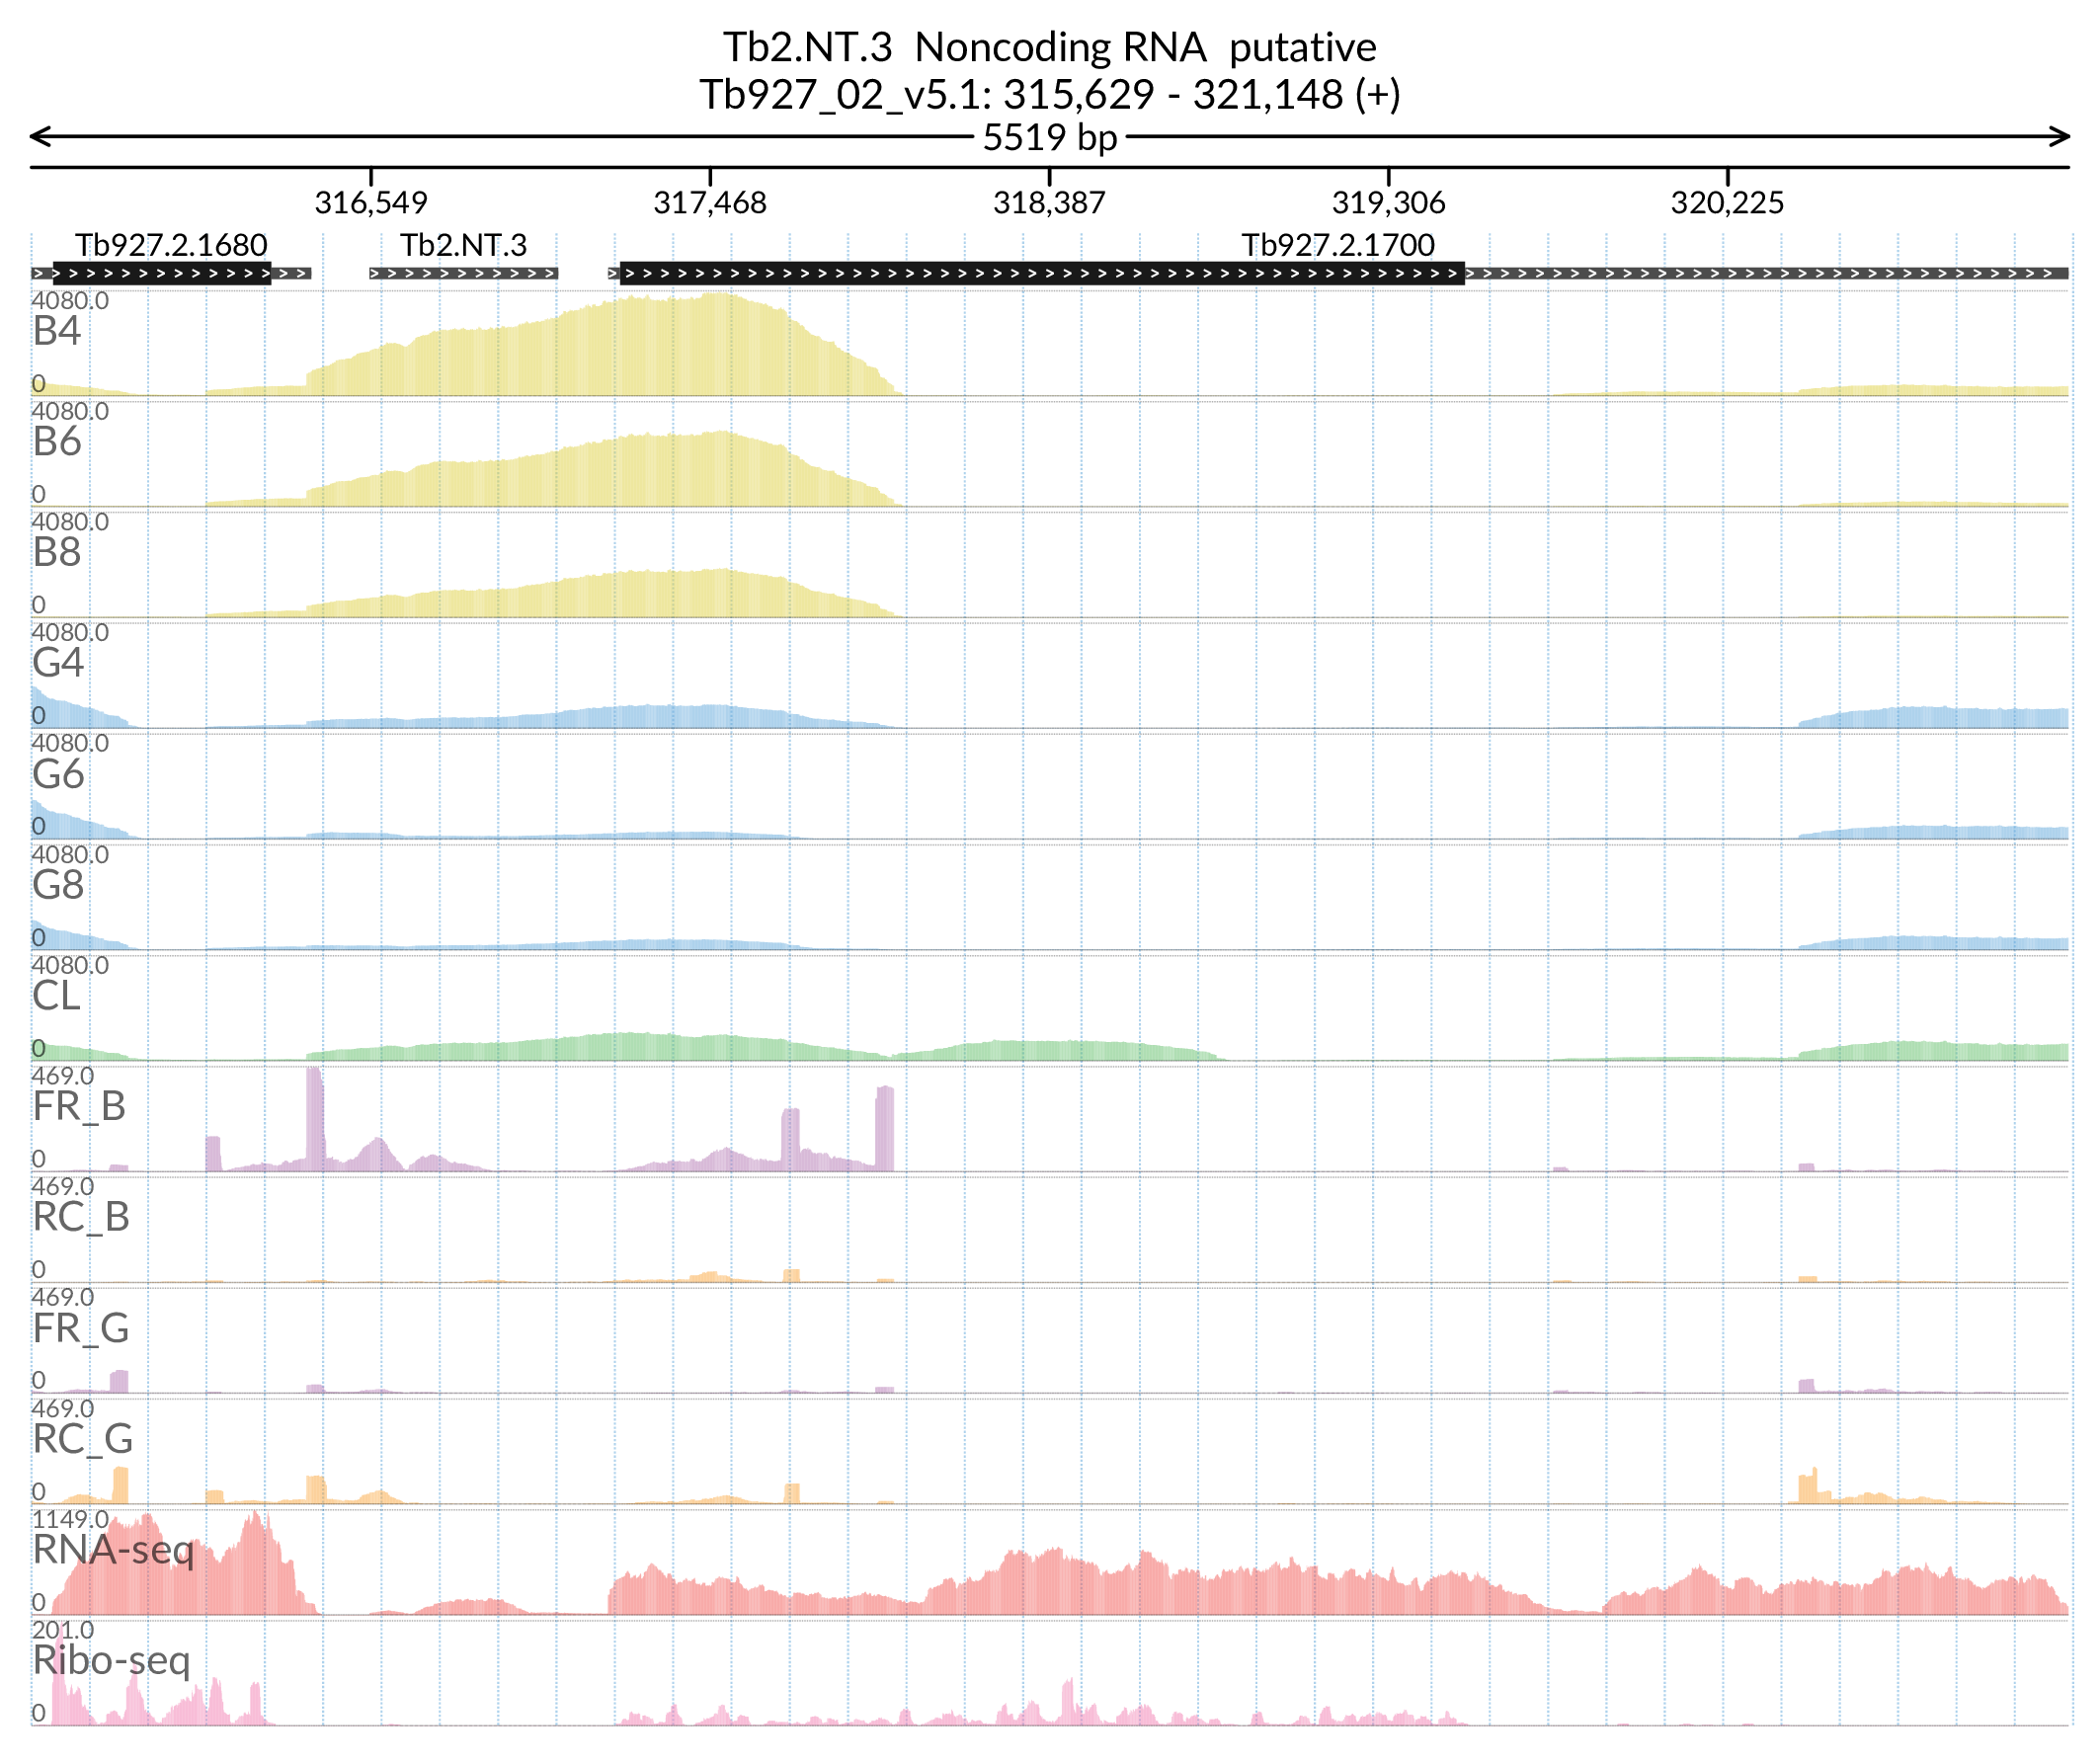 Tb2.NT.3 Noncoding RNA putative
Tb927_02_v5.1: 315,629 - 321,148 (+)
5519 bp
316,549 317,468 318,387 319,306 320,225
Tb927.2.1680 Tb2.NT.3 Tb927.2.1700
4080.0
B4
0
4080.0
B6
0
4080.0
B8
0
4080.0
G4
0
4080.0
G6
0
4080.0
G8
0
4080.0
CL
0
469.0
FR_B
0
469.0
RC_B
0
469.0
FR_G
0
469.0
RC_G
0
1149.0
RNA-seq
0
201.0
Ribo-seq
0